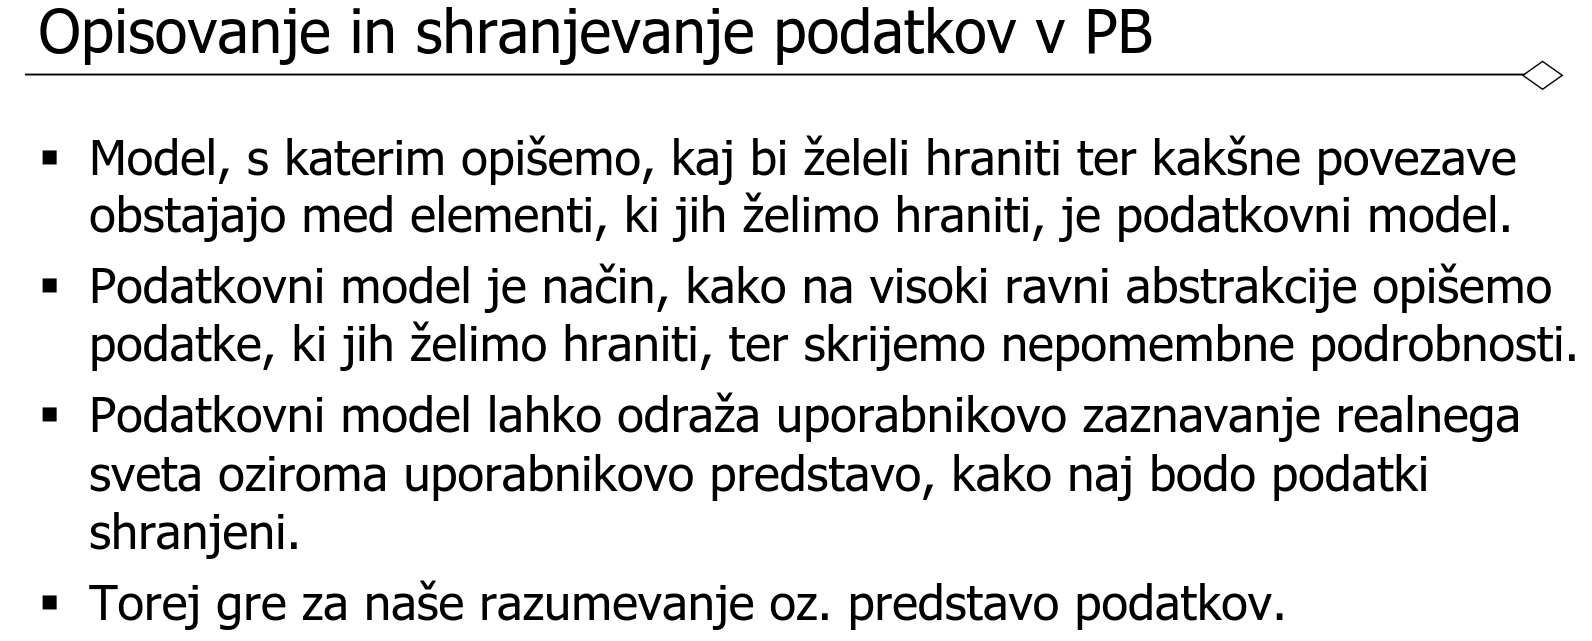 Opisovanje in shranjevanje podatkov v PB
▪ Model, s katerim opišemo, kaj bi želeli hraniti ter kakšne povezave
obstajajo med elementi, ki jih želimo hraniti, je podatkovni model.
▪ Podatkovni model je način, kako na visoki ravni abstrakcije opišemo
podatke, ki jih želimo hraniti, ter skrijemo nepomembne podrobnosti.
▪ Podatkovni model lahko odraža uporabnikovo zaznavanje realnega
sveta oziroma uporabnikovo predstavo, kako naj bodo podatki
shranjeni.
▪ Torej gre za naše razumevanje oz. predstavo podatkov.